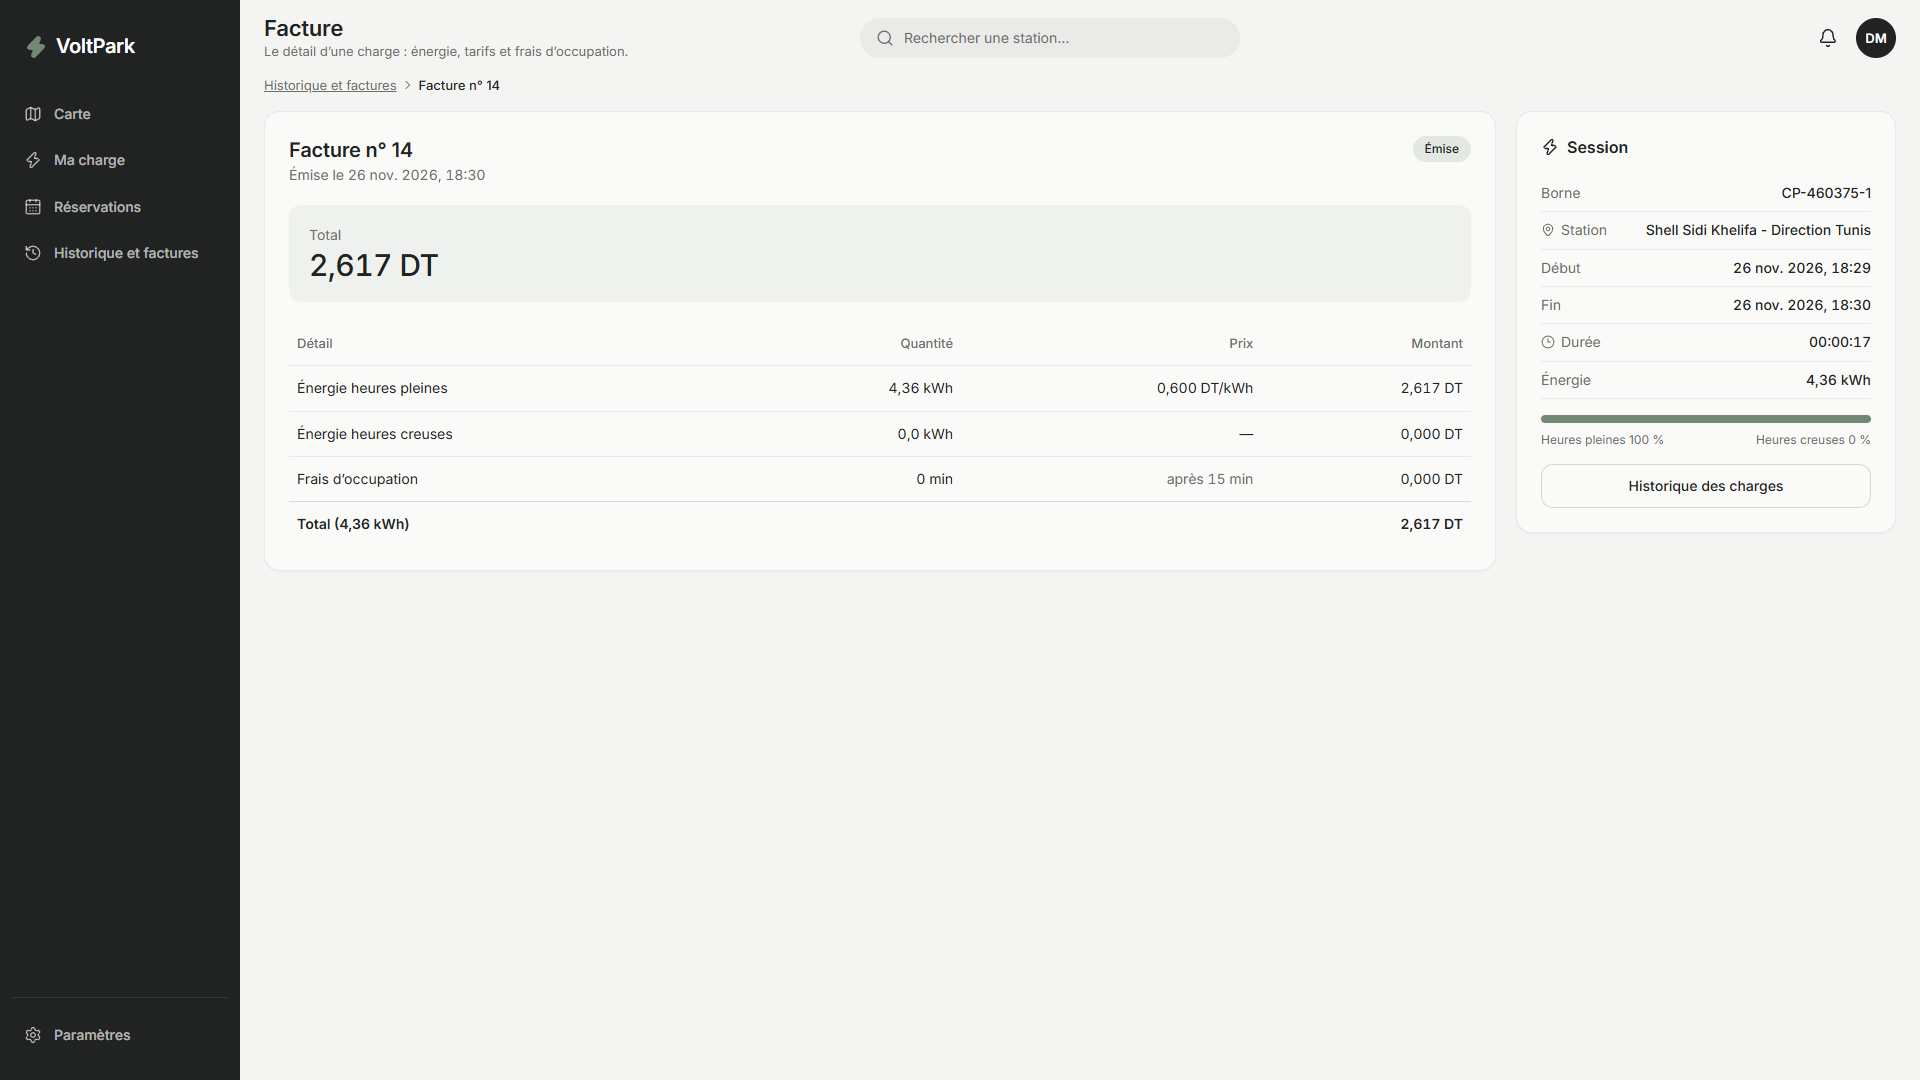 VoltPark
Carte
Ma charge
Réservations
Historique et factures
Paramètres
Facture
Le détail d’une charge : énergie, tarifs et frais d’occupation.
Rechercher une station...
DM
Historique et factures > Facture n° 14
Facture n° 14
Émise
Émise le 26 nov. 2026, 18:30
Total
2,617 DT
Détail Quantité Prix Montant
Énergie heures pleines 4,36 kWh 0,600 DT/kWh 2,617 DT
Énergie heures creuses 0,0 kWh — 0,000 DT
Frais d’occupation 0 min après 15 min 0,000 DT
Total (4,36 kWh) 2,617 DT
Session
Borne CP-460375-1
Station Shell Sidi Khelifa - Direction Tunis
Début 26 nov. 2026, 18:29
Fin 26 nov. 2026, 18:30
Durée 00:00:17
Énergie 4,36 kWh
Heures pleines 100 % Heures creuses 0 %
Historique des charges